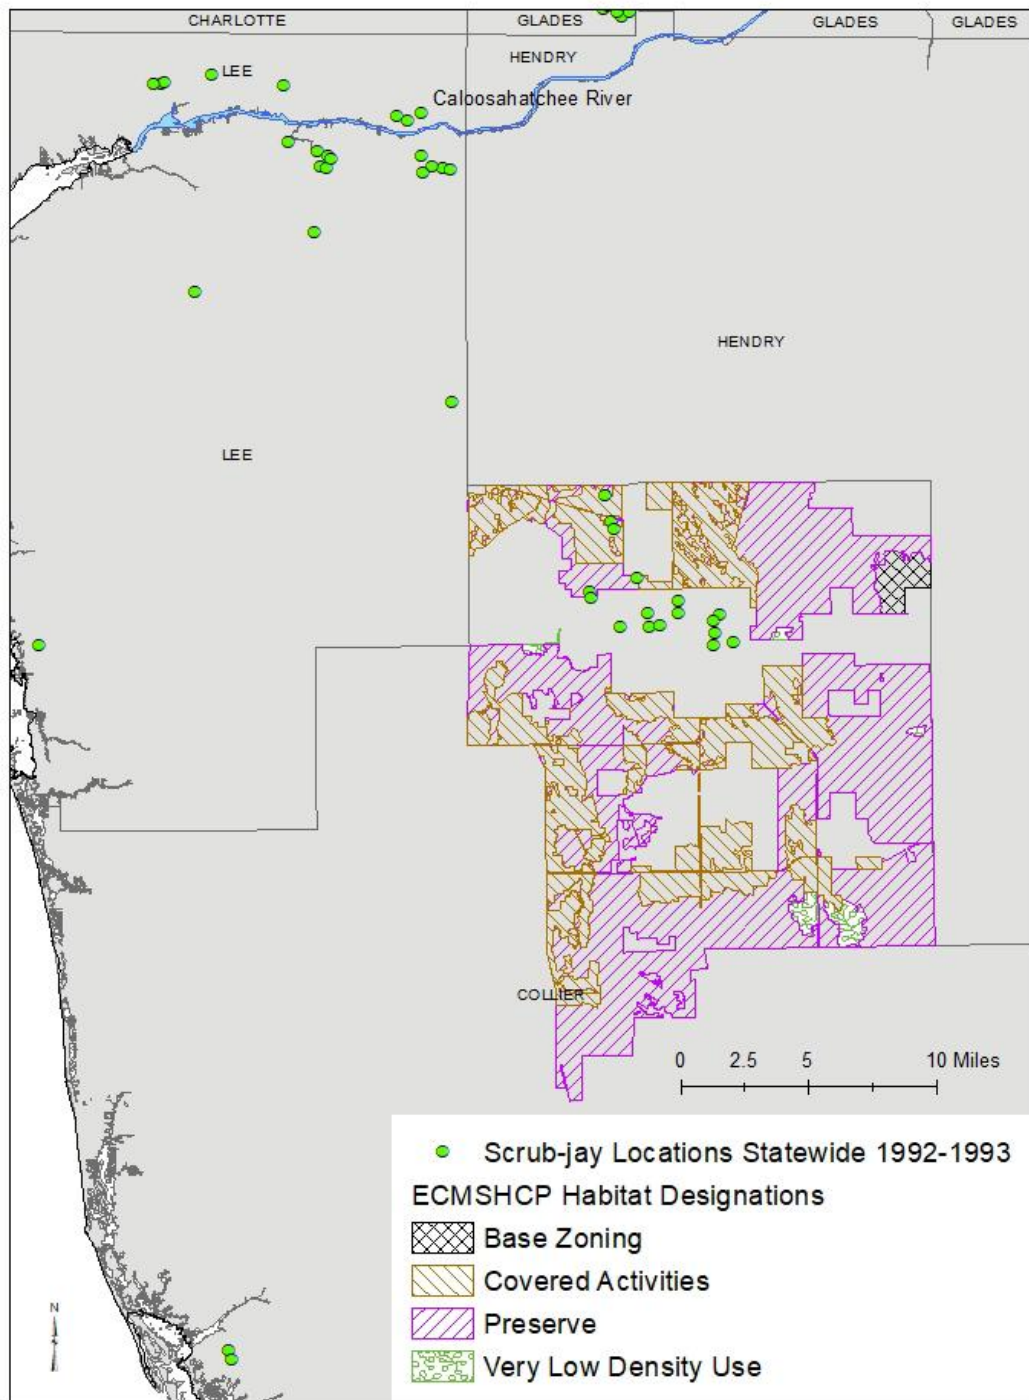 CHARLOTTE
GLADES
GLADES
GLADES
HENDRY
LEE
Caloosahatchee River
HENDRY
LEE
COLLIER
0 2.5 5 10 Miles
Scrub-jay Locations Statewide 1992-1993
ECMSHCP Habitat Designations
Base Zoning
Covered Activities
N
Preserve
Very Low Density Use